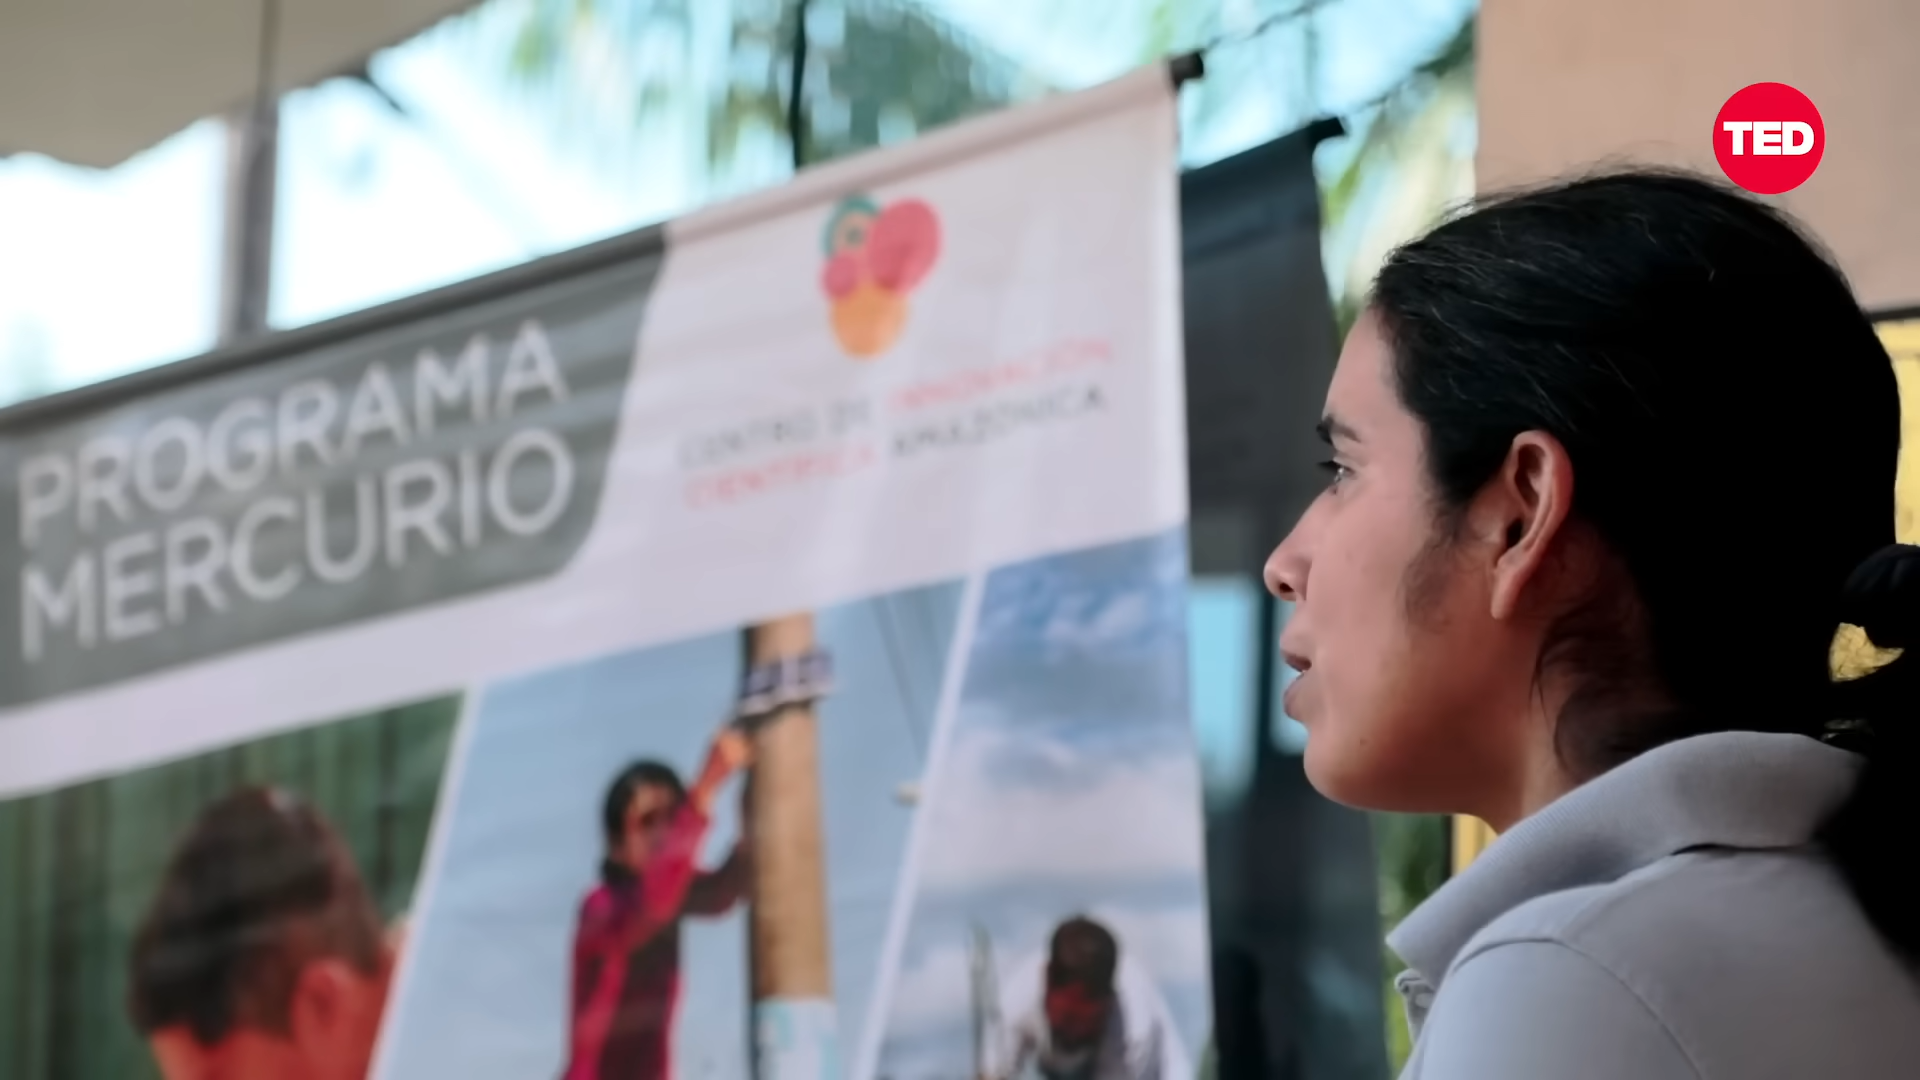 PROGRAMA
MERCURIO
CENTRO DE INNOVACIÓN
CIENTÍFICA AMAZÓNICA
TED